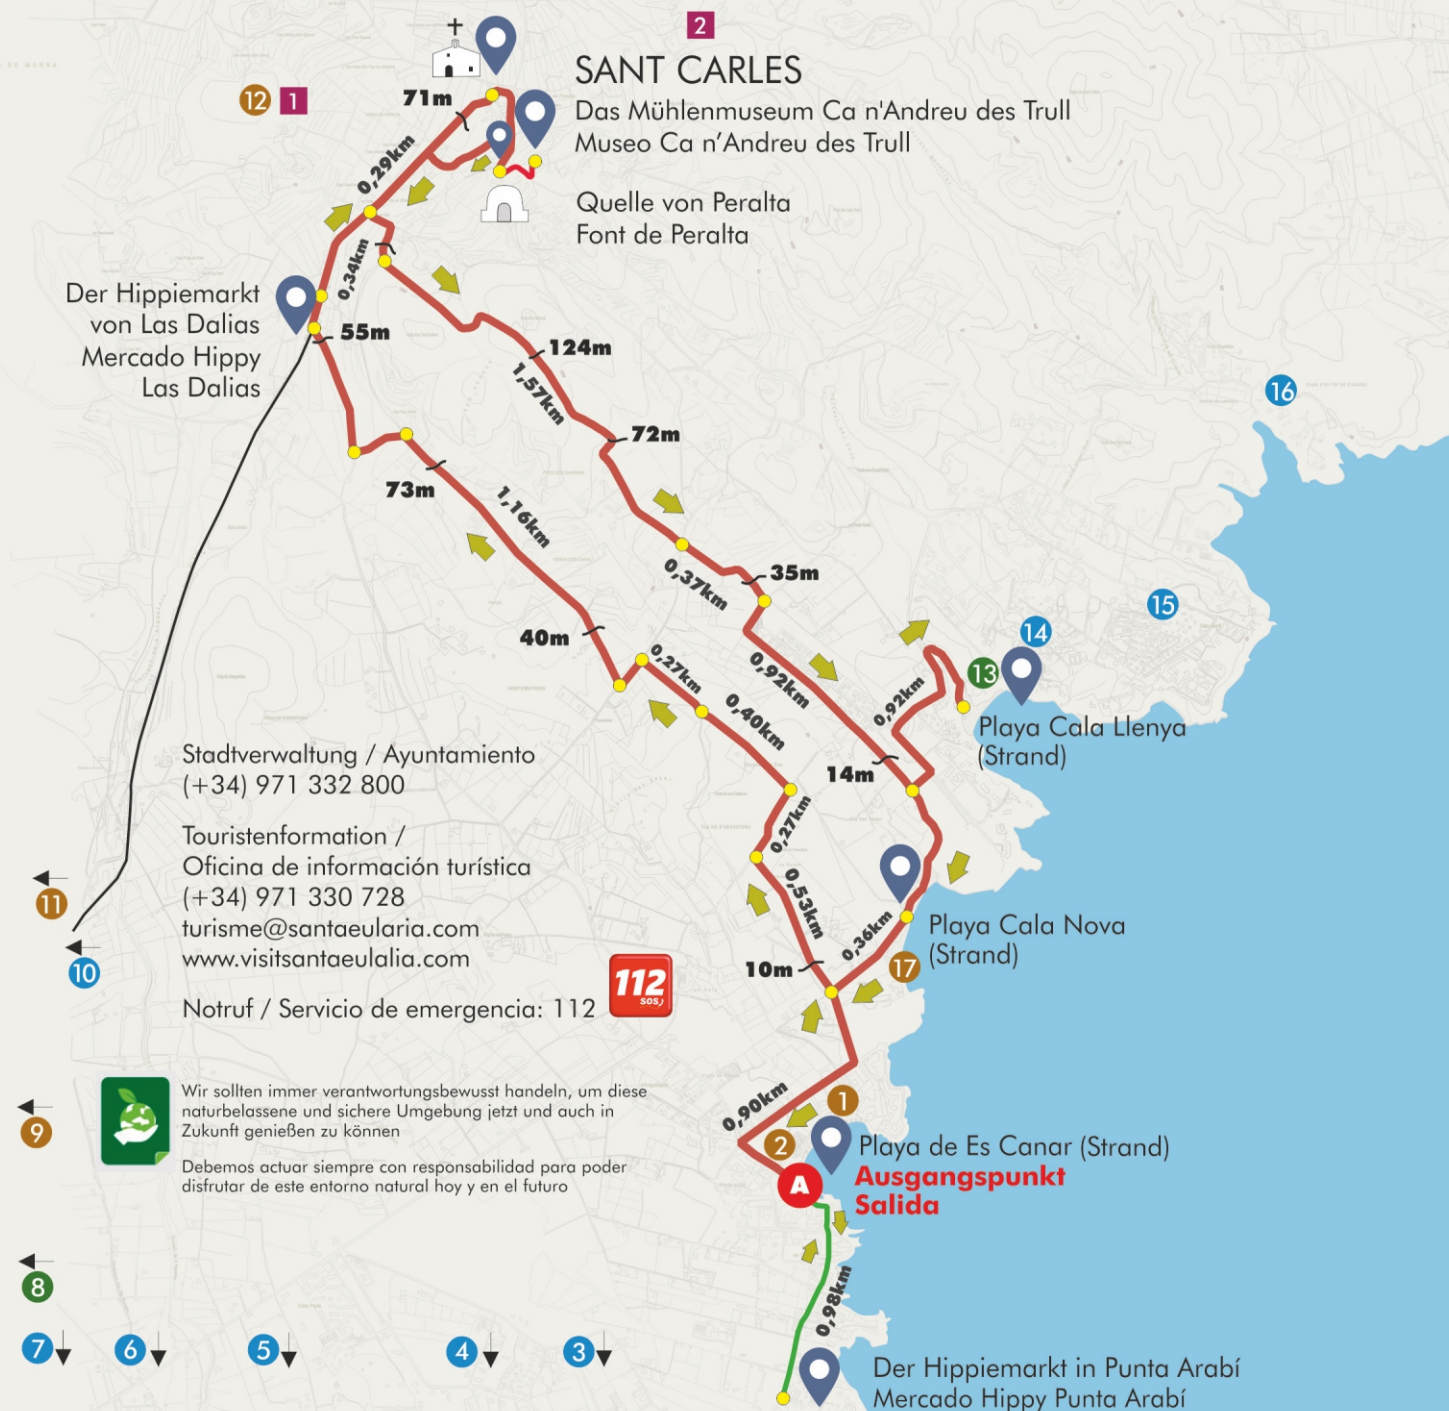 2
SANT CARLES
Das Mühlenmuseum Ca n'Andreu des Trull
Museo Ca n'Andreu des Trull
12
1
71m
0,29km
Quelle von Peralta
Font de Peralta
0,34km
Der Hippiemarkt
von Las Dalias
Mercado Hippy
Las Dalias
55m
124m
1,57km
72m
16
73m
1,16km
0,37km
35m
15
14
40m
0,27km
0,92km
13
0,92km
0,40km
Playa Cala Llenya
(Strand)
14m
Stadtverwaltung / Ayuntamiento
(+34) 971 332 800
Touristenformation /
Oficina de información turística
(+34) 971 330 728
turisme@santaeularia.com
www.visitsantaeulalia.com
Notruf / Servicio de emergencia: 112
112
SOS
0,27km
0,53km
0,36km
Playa Cala Nova
(Strand)
10m
17
11
10
Wir sollten immer verantwortungsbewusst handeln, um diese
naturbelassene und sichere Umgebung jetzt und auch in
Zukunft genießen zu können
Debemos actuar siempre con responsabilidad para poder
disfrutar de este entorno natural hoy y en el futuro
9
0,90km
1
2
Playa de Es Canar (Strand)
A
Ausgangspunkt
Salida
8
0,98km
7
6
5
4
3
Der Hippiemarkt in Punta Arabí
Mercado Hippy Punta Arabí